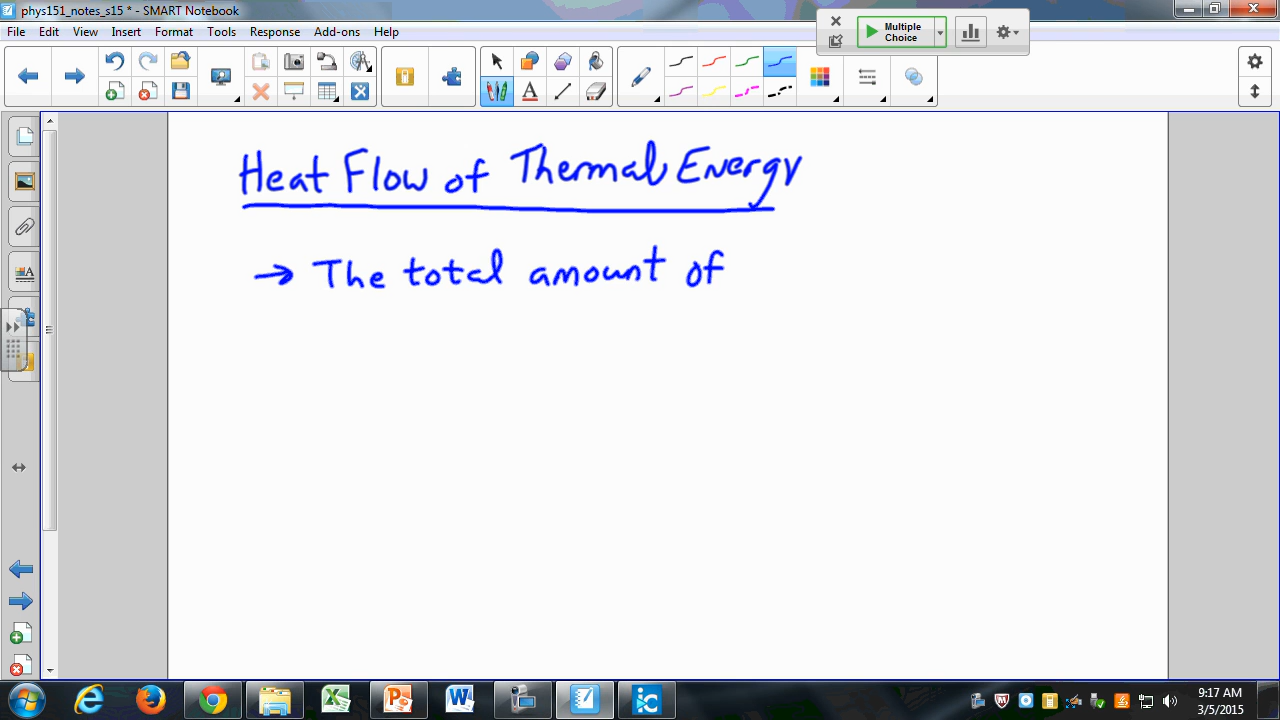 phys151_notes_s15 * - SMART Notebook
File Edit View Insert Format Tools Response Add-ons Help
Multiple
Choice
Heat Flow of Thermal Energy
→ The total amount of
9:17 AM
3/5/2015